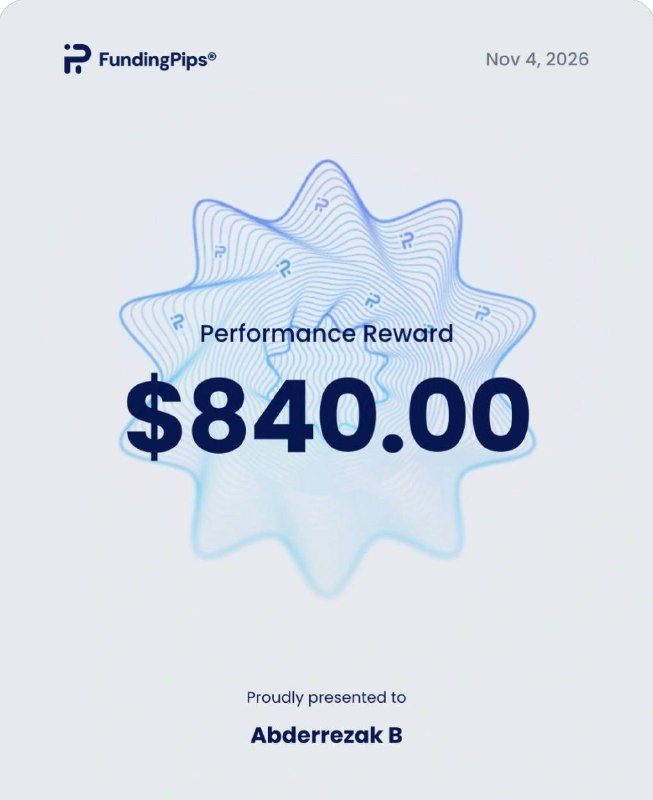 FundingPips®
Nov 4, 2026
Performance Reward
$840.00
Proudly presented to
Abderrezak B